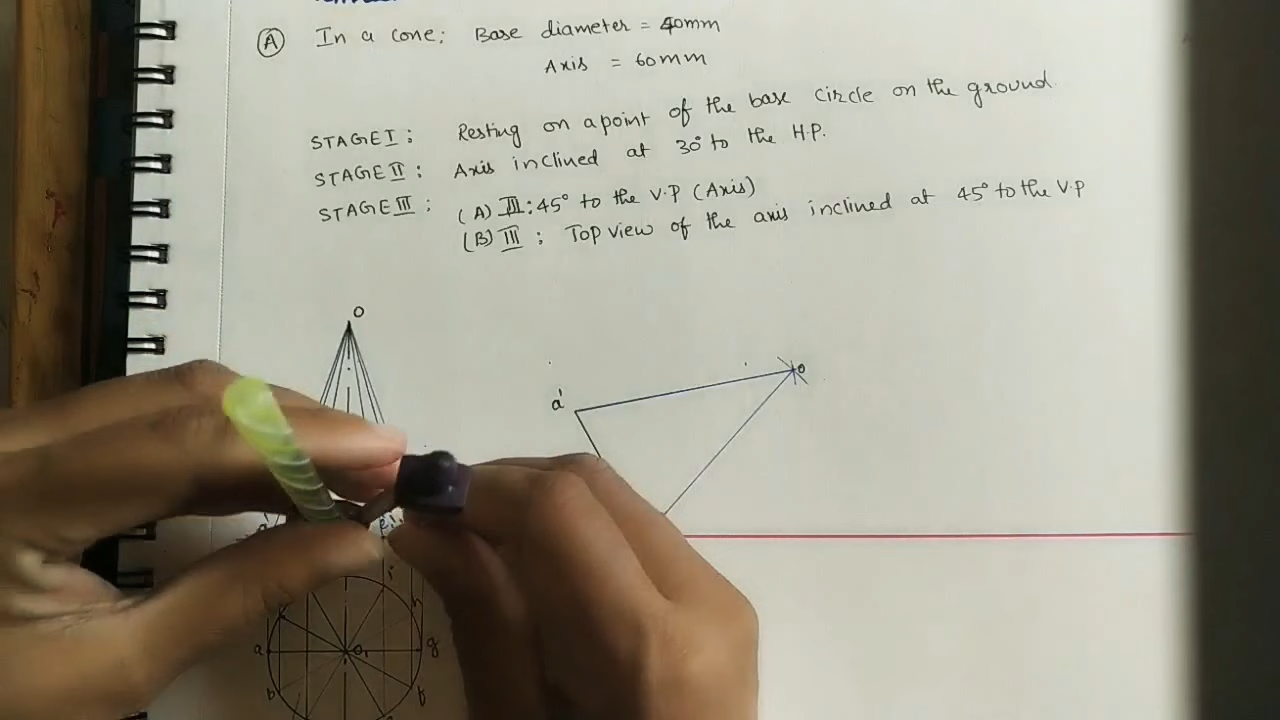 (A) In a cone: Base diameter = 40mm
Axis = 60mm
STAGE I: Resting on a point of the base circle on the ground.
STAGE II: Axis inclined at 30° to the H.P.
STAGE III: (A) III: 45° to the V.P (Axis)
(B) III: Top view of the axis inclined at 45° to the V.P
O
a' o
a'
i
h
a O1 g
b f